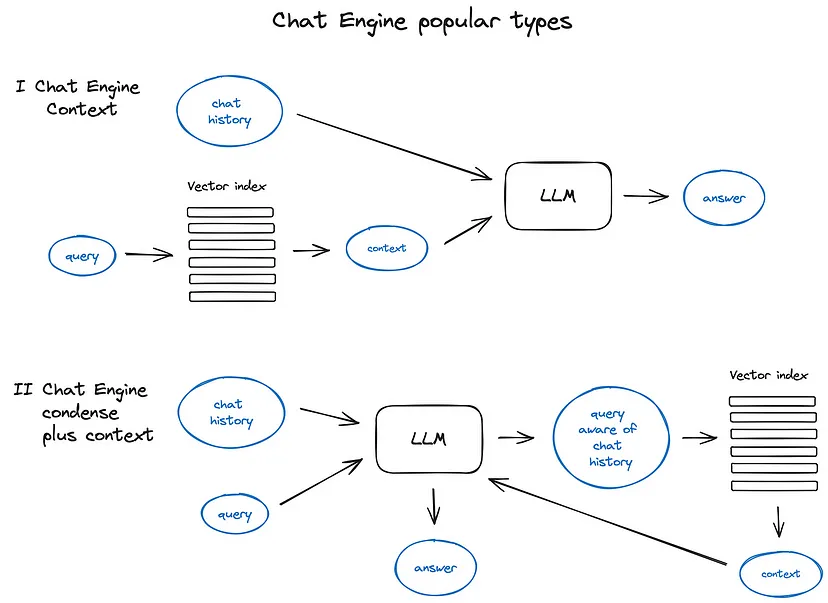 Chat Engine popular types
I Chat Engine
Context
chat
history
Vector index
query
context
LLM
answer
II Chat Engine
condense
plus context
chat
history
query
LLM
answer
query
aware of
chat
history
Vector index
context